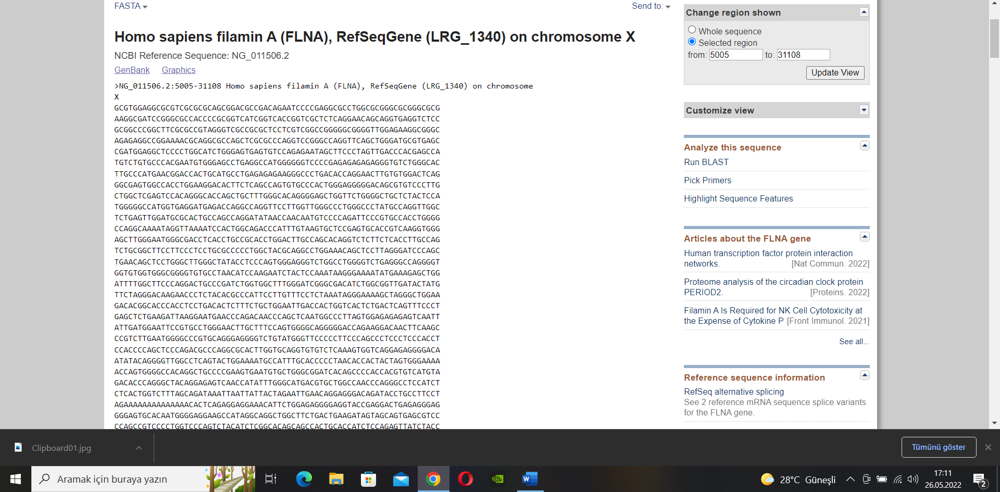 FASTA
Send to:
Homo sapiens filamin A (FLNA), RefSeqGene (LRG_1340) on chromosome X
NCBI Reference Sequence: NG_011506.2
GenBank Graphics
>NG_011506.2:5005-31108 Homo sapiens filamin A (FLNA), RefSeqGene (LRG_1340) on chromosome
X
GCGTGGAGGCGCGTCGCGCGCAGCGGACGCCGACAGAATCCCCGAGGCGCCTGGCGCGGGCGCGGGCGCG
AAGGCGATCCGGGCGCCACCCCGCGGTCATCGGTCACCGGTCGCTCTCAGGAACAGCAGGTGAGGTCTCC
GCGGCCCGGCTTCGCGCCGTAGGGTCGCCGCGCTCCTCGTCGGCCGGGGGCGGGGTTGGAGAAGGCGGGC
AGAGAGGCCGGAAAACGCAGGCGCCAGCTCGCGCCCAGGTCCGGGCCAGGTTCAGCTGGGATGCGTGAGC
CGATGGAGGCTCCCCTGGCATCTGGGAGTGAGTGTCCAGAGAATAGCTTCCCTAGTTGACCCACGAGCCA
TGTCTGTGCCCACGAATGTGGGAGCCTGAGGCCATGGGGGGTCCCCGAGAGAGAGAGGGTGTCTGGGCAC
TTGCCCATGAACGGACCACTGCATGCCTGAGAGAGAAGGGCCCTGACACCAGGAACTTGTGTGGACTCAG
GGCGAGTGGCCACCTGGAAGGACACTTCTCAGCCAGTGTGCCCACTGGGAGGGGGACAGCGTGTCCCTTG
CTGGCTCGAGTCCACAGGGCACCAGCTGCTTTGGGCACAGGGGAGCTGGTTCTGGGGCTGCTCTACTCCA
TGGGGGCCATGGTGAGGATGAGACCAGGCCAGGTTCCTTGGTTGGGCCCTGGGCCCTATGCCAGGTTGGC
TCTGAGTTGGATGCGCACTGCCAGCCAGGATATAACCAACAATGTCCCCAGATTCCCGTGCCACCTGGGG
CCAGGCAAAATAGGTTAAAATCCACTGGCAGACCCATTTGTAAGTGCTCCGAGTGCACCGTCAAGGTGGG
AGCTTGGGAATGGGCGACCTCACCTGCCGCACCTGGACTTGCCAGCACAGGTCTCTTCTCACCTTGCCAG
TCTGCGGCTTCCTTCCCTCCTGCGCCCCCTGGCTACGCAGGCCTGGAAACAGCTCCTTAGGGATCCCAGC
TGAACAGCTCCTGGGCTTGGGCTATACCTCCCAGTGGGAGGGTCTGGCCTGGGGTCTGAGGGCCAGGGGT
GGTGTGGTGGGCGGGGTGTGCCTAACATCCAAGAATCTACTCCAAATAAGGGAAAATATGAAAGAGCTGG
ATTTTGGCTTCCCAGGACTGCCCGATCTGGTGGCTTTGGGATCGGGCGACATCTGGCGGTTGATACTATG
TTCTAGGGACAAGAACCCTCTACACGCCCATTCCTTGTTTCCTCTAAATAGGGAAAAGCTAGGGCTGGAA
GACACGGCACCCACCTCCTGACACTCTTTCTGCTGGAATTGACCACTGGTCACTCTGACTCAGTTTCCCT
GAGCTCTGAAGATTAAGGAATGAACCCAGACAACCCAGCTCAATGGCCCTTAGTGGAGAGAGAGTCAATT
ATTGATGGAATTCCGTGCCTGGGAACTTGCTTTCCAGTGGGGCAGGGGGACCAGAAGGACAACTTCAAGC
CCGTCTTGAATGGGGCCCGTGCAGGGAGGGGTCTGTATGGGTTCCCCCTTCCCAGCCCTCCCTCCCACCT
CCACCCCAGCTCCCAGACGCCCAGGCGCACTTGGTGCAGGTGTGTCTCAAAGTGGTCAGGAGAGGGGACA
ATATACAGGGGTTGGCCTCAGTACTGGAAAATGCCATTTGCACCCCCTAACACCACTACTAGTGGGAAAA
ACCAGTGGGGCCACAGGCTGCCCCGAAGTGAATGTGCTGGGCGGATCACAGCCCCACCACGTGTCATGTA
GACACCCAGGGCTACAGGAGAGTCAACCATATTTGGGCATGACGTGCTGGCCAACCCAGGGCCTCCATCT
CTCACTGGTCTTTAGCAGATAAATTAATTATTACTAGAATTGAACAGGAGGGACAGATACCTGCCTTCCT
AGAAAAAAAAAAAAAACACTCAGAGGAGGAAACATTCTGGAGAGGGGAGGTACCGAGGACTGAGAGGGAG
GGGAGTGCACAATGGGGAGGAAGCCATAGGCAGGCTGGCTTCTGACTGAAGATAGTAGCAGTGAGCGTCC
CCAGCCGTCCCCTGGTCCCAGTCTACATCTCGGCACAGCAGCCACTGCACCATCTCCAGAGTTATCTACC
Change region shown
Whole sequence
Selected region
from: 5005 to: 31108
Update View
Customize view
Analyze this sequence
Run BLAST
Pick Primers
Highlight Sequence Features
Articles about the FLNA gene
Human transcription factor protein interaction
networks. [Nat Commun. 2022]
Proteome analysis of the circadian clock protein
PERIOD2. [Proteins. 2022]
Filamin A Is Required for NK Cell Cytotoxicity at
the Expense of Cytokine P [Front Immunol. 2021]
See all...
Reference sequence information
RefSeq alternative splicing
See 2 reference mRNA sequence splice variants
for the FLNA gene.
Clipboard01.jpg
Tümünü göster
Aramak için buraya yazın
28°C Güneşli
17:11
26.05.2022
2